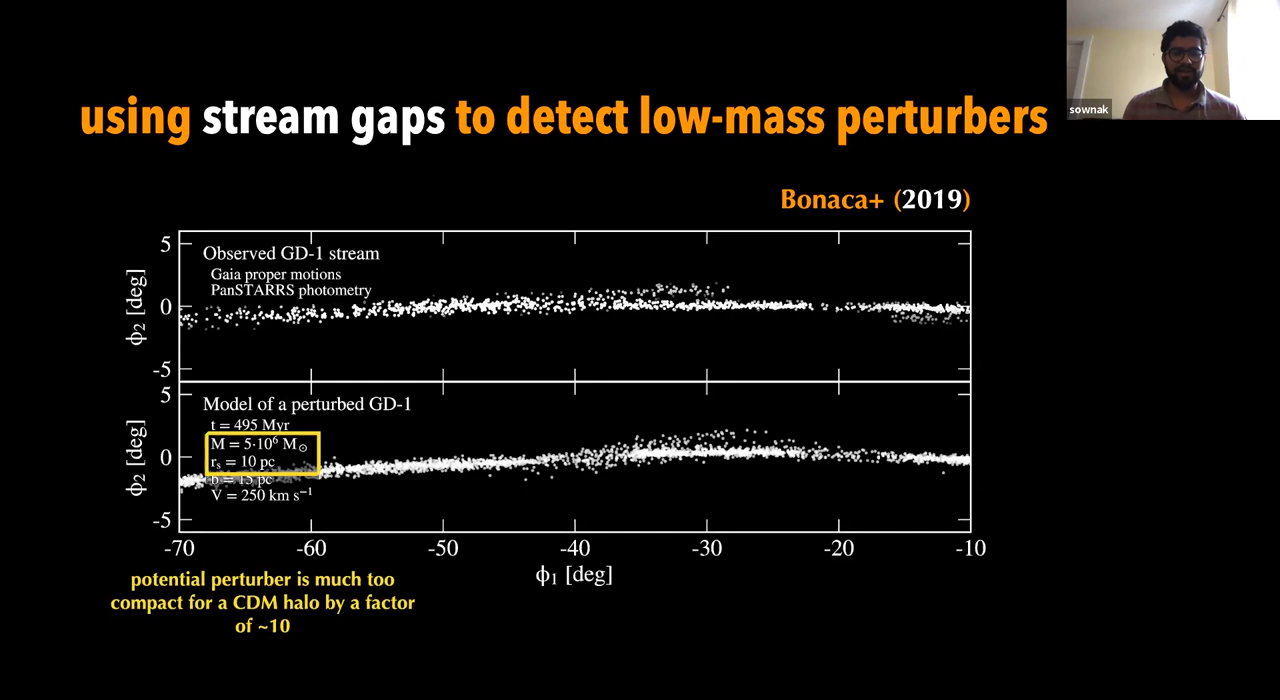 using stream gaps to detect low-mass perturbers
sownak
Bonaca+ (2019)
Observed GD-1 stream
Gaia proper motions
PanSTARRS photometry
5
0
-5
ϕ₂ [deg]
Model of a perturbed GD-1
t = 495 Myr
M = 5·10⁶ M⊙
rₛ = 10 pc
b = 15 pc
V = 250 km s⁻¹
5
0
-5
ϕ₂ [deg]
-70 -60 -50 -40 -30 -20 -10
ϕ₁ [deg]
potential perturber is much too
compact for a CDM halo by a factor
of ~10